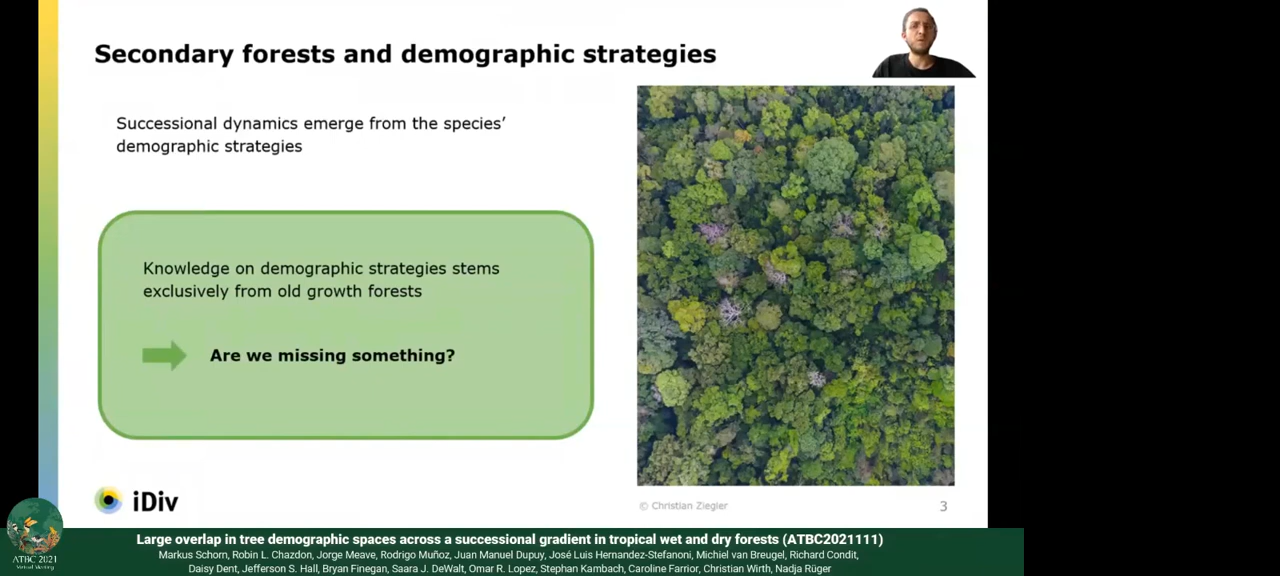 Secondary forests and demographic strategies
Successional dynamics emerge from the species’
demographic strategies
Knowledge on demographic strategies stems
exclusively from old growth forests
Are we missing something?
iDiv
© Christian Ziegler
3
ATBC 2021
Virtual Meeting
Large overlap in tree demographic spaces across a successional gradient in tropical wet and dry forests (ATBC2021111)
Markus Schorn, Robin L. Chazdon, Jorge Meave, Rodrigo Muñoz, Juan Manuel Dupuy, José Luis Hernandez-Stefanoni, Michiel van Breugel, Richard Condit,
Daisy Dent, Jefferson S. Hall, Bryan Finegan, Saara J. DeWalt, Omar R. Lopez, Stephan Kambach, Caroline Farrior, Christian Wirth, Nadja Rüger